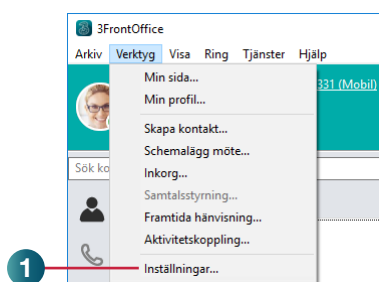 3FrontOffice
Arkiv Verktyg Visa Ring Tjänster Hjälp
Min sida...
331 (Mobil)
Min profil...
Skapa kontakt...
Schemalägg möte...
Sök ko
Inkorg...
Samtalsstyrning...
Framtida hänvisning...
Aktivitetskoppling...
1 Inställningar...